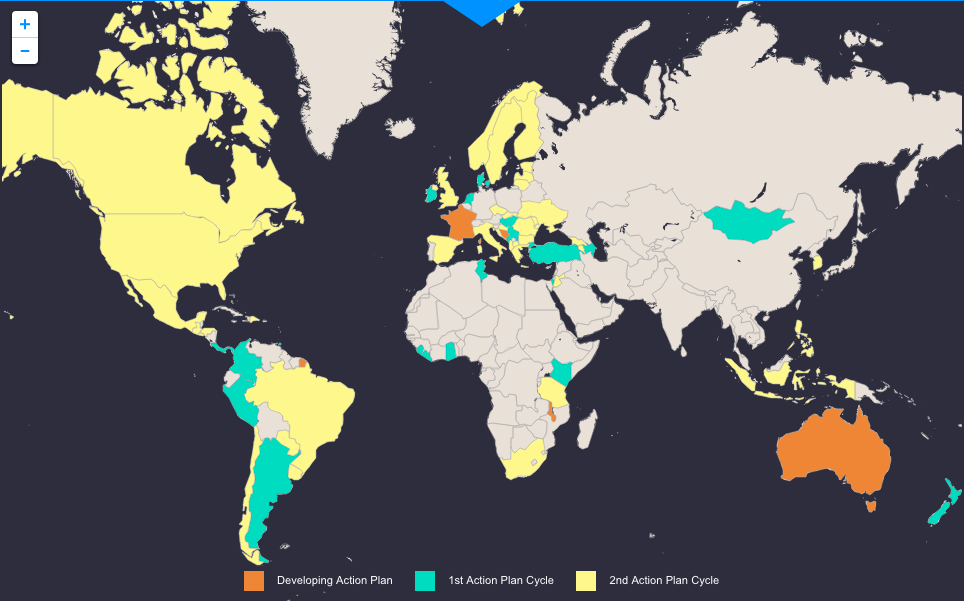 +
−
Developing Action Plan
1st Action Plan Cycle
2nd Action Plan Cycle